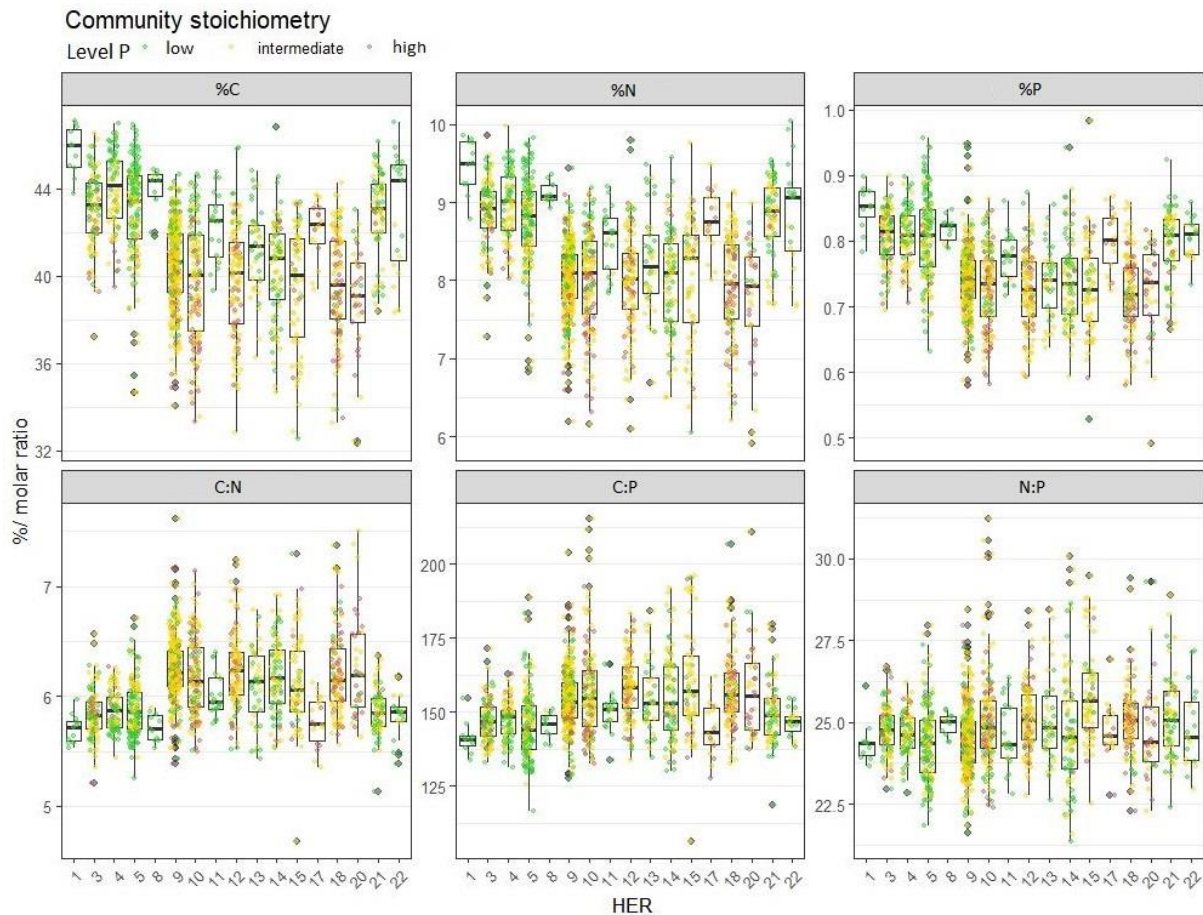 Community stoichiometry
Level P low intermediate high
%C %N %P
44
40
36
32
10
9
8
7
6
1.0
0.9
0.8
0.7
0.6
0.5
%/ molar ratio
C:N C:P N:P
7
6
5
200
175
150
125
30.0
27.5
25.0
22.5
1 3 4 5 8 9 10 11 12 13 14 15 17 18 20 21 22
1 3 4 5 8 9 10 11 12 13 14 15 17 18 20 21 22
1 3 4 5 8 9 10 11 12 13 14 15 17 18 20 21 22
HER